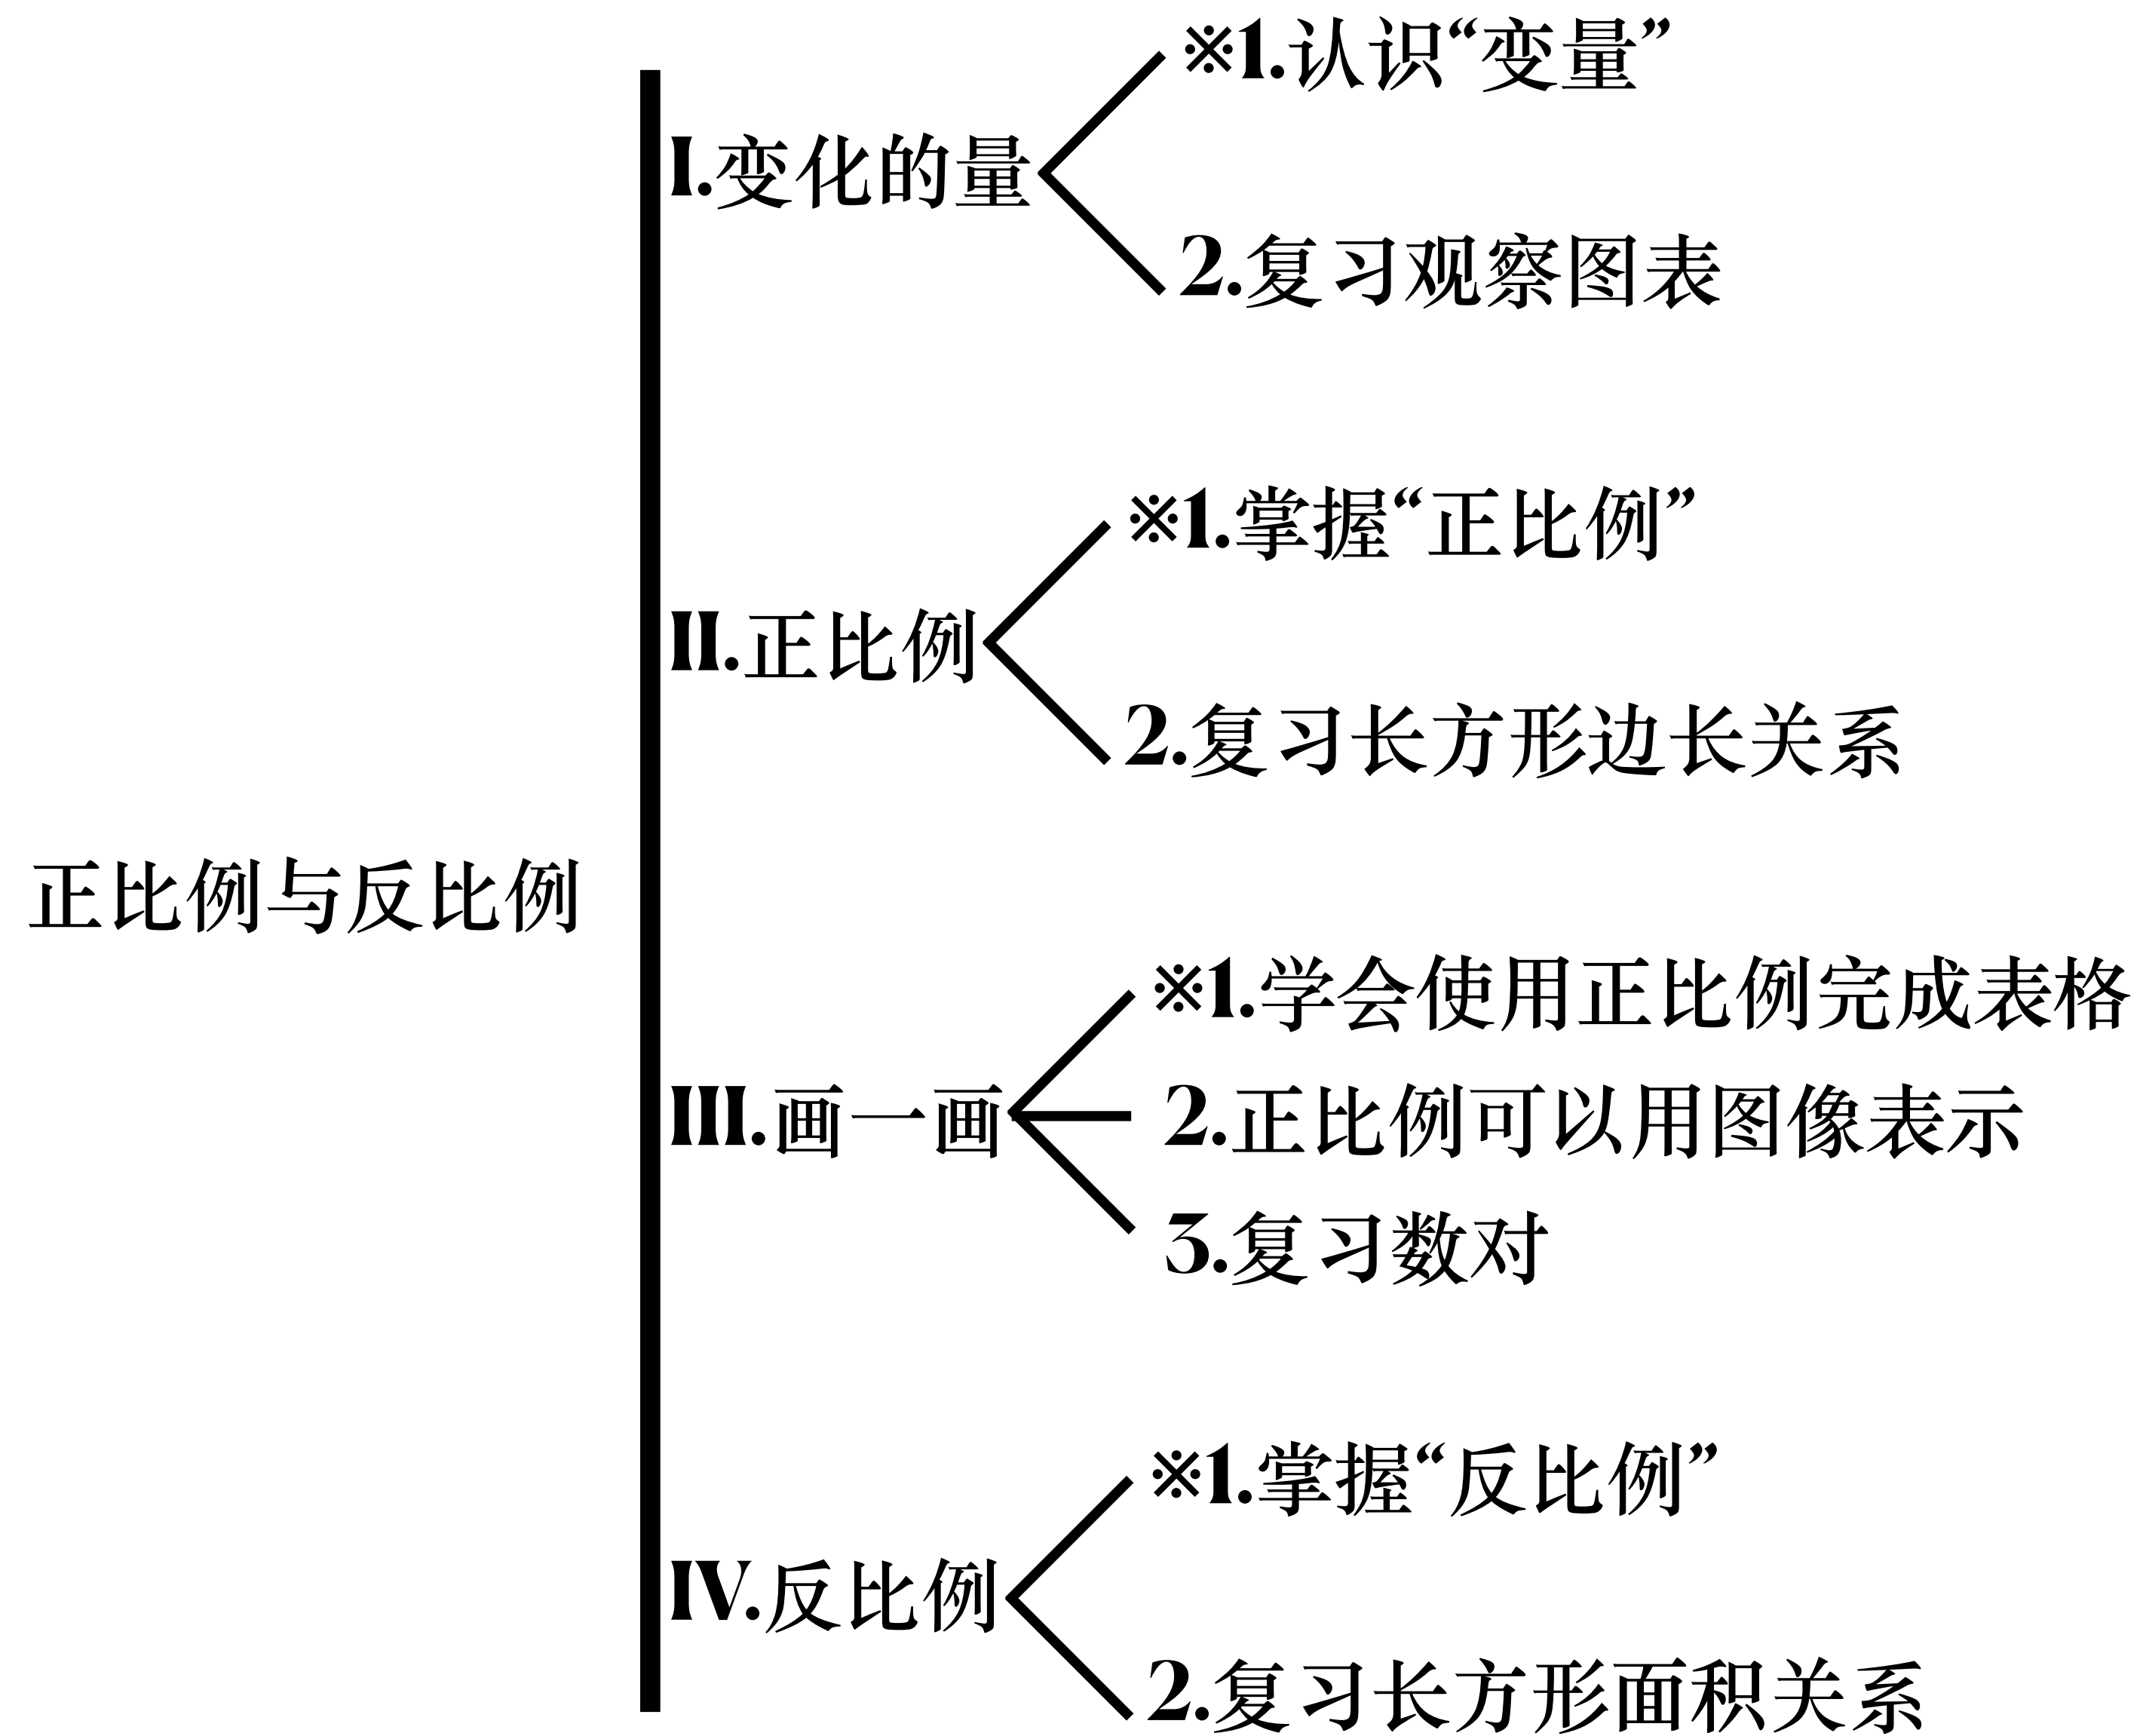 正比例与反比例
I.变化的量
※1.认识“变量”
2.复习观察图表
II.正比例
※1.掌握“正比例”
2.复习长方形边长关系
III.画一画
※1.学会使用正比例完成表格
2.正比例可以用图像表示
3.复习数对
IV.反比例
※1.掌握“反比例”
2.复习长方形面积关系